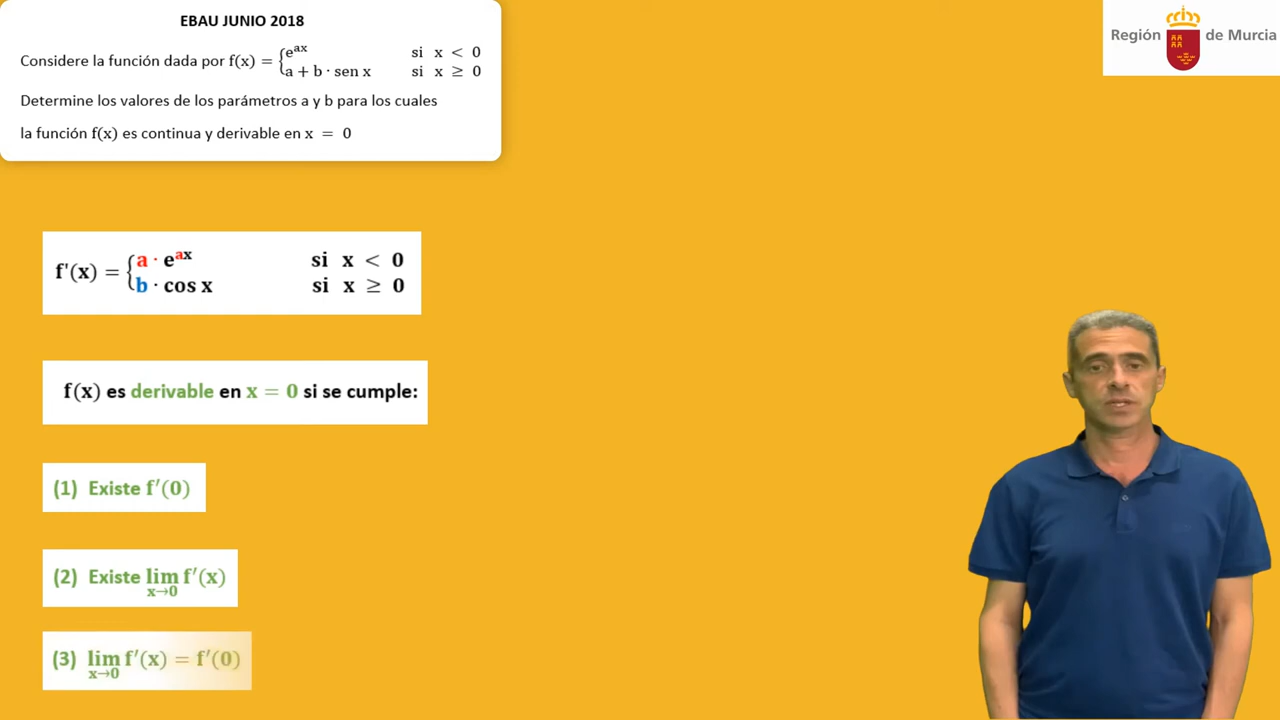 EBAU JUNIO 2018
Región de Murcia
Considere la función dada por f(x) = { e^{ax} si x < 0
a + b · sen x si x ≥ 0
Determine los valores de los parámetros a y b para los cuales
la función f(x) es continua y derivable en x = 0
f'(x) = { a · e^{ax} si x < 0
b · cos x si x ≥ 0
f(x) es derivable en x = 0 si se cumple:
(1) Existe f′(0)
(2) Existe lim x→0 f′(x)
(3) lim x→0 f′(x) = f′(0)